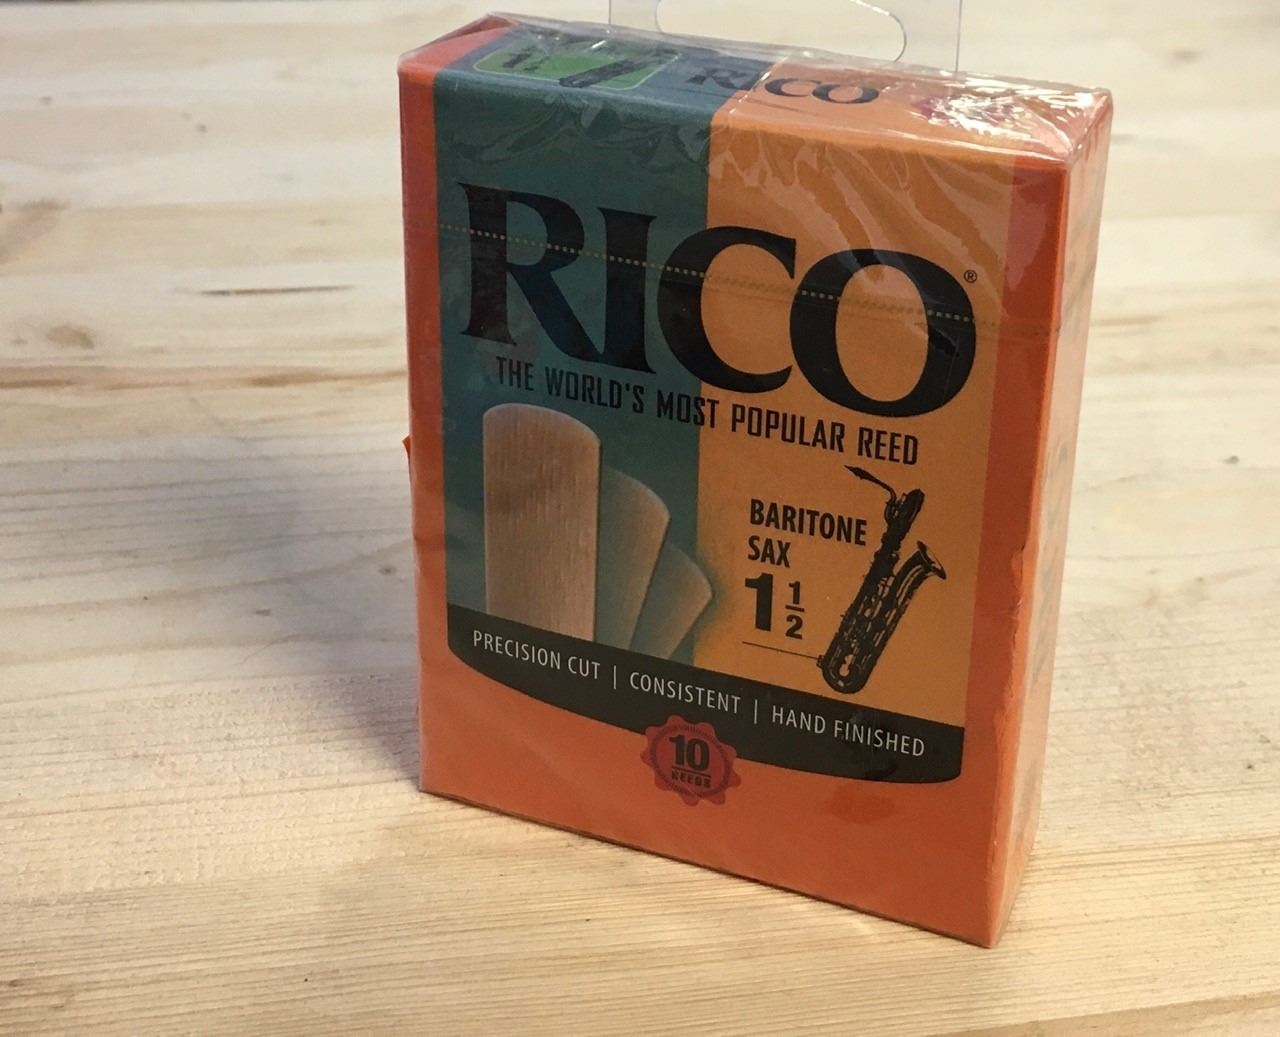 RICO
RICO®
THE WORLD'S MOST POPULAR REED
BARITONE
SAX
1 1/2
PRECISION CUT | CONSISTENT | HAND FINISHED
10
REEDS